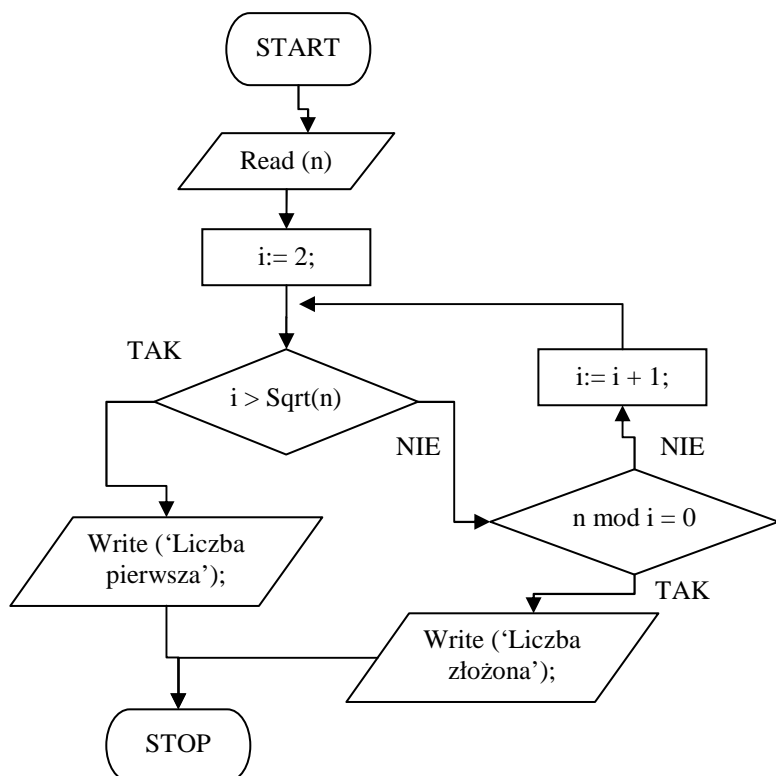 START
Read (n)
i:= 2;
TAK
i > Sqrt(n)
i:= i + 1;
NIE
NIE
n mod i = 0
Write (‘Liczba
pierwsza’);
TAK
Write (‘Liczba
złożona’);
STOP